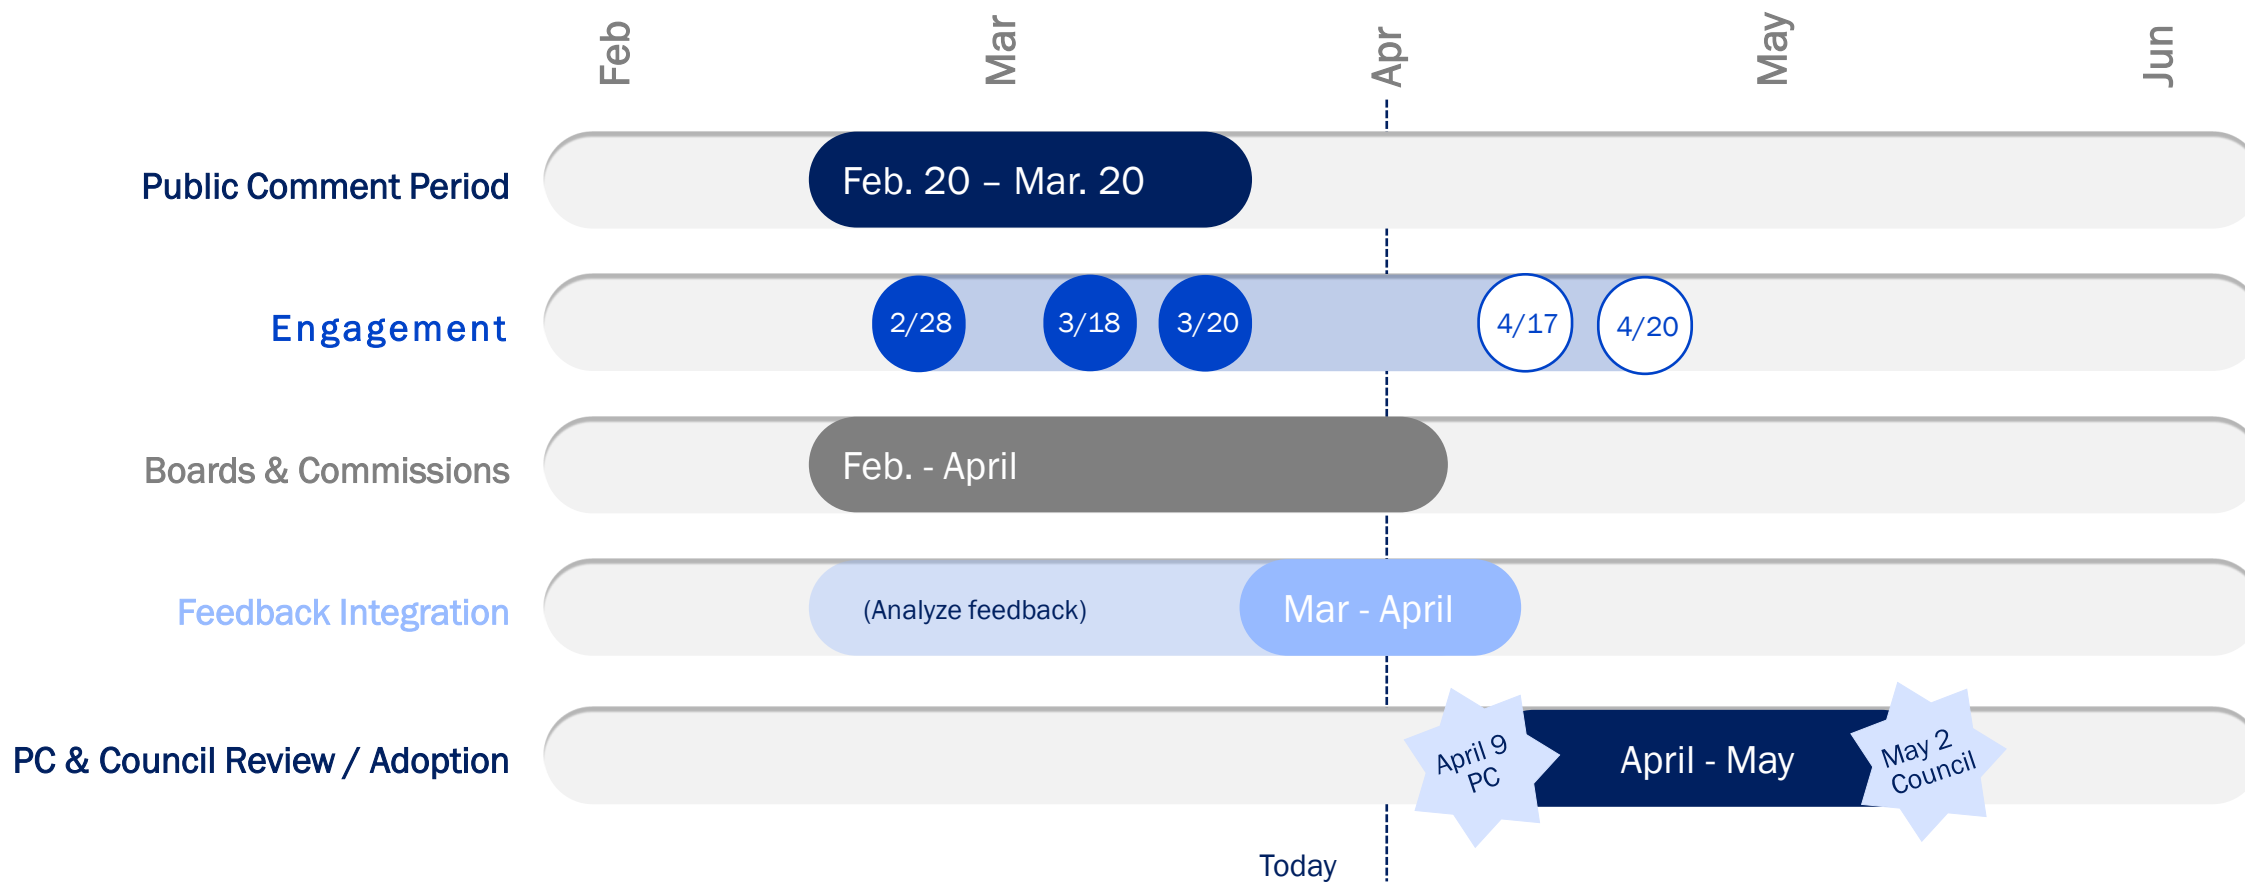 Feb
Mar
Apr
May
Jun
Public Comment Period
Feb. 20 – Mar. 20
Engagement
2/28
3/18
3/20
4/17
4/20
Boards & Commissions
Feb. - April
Feedback Integration
(Analyze feedback)
Mar - April
PC & Council Review / Adoption
April 9
PC
April - May
May 2
Council
Today